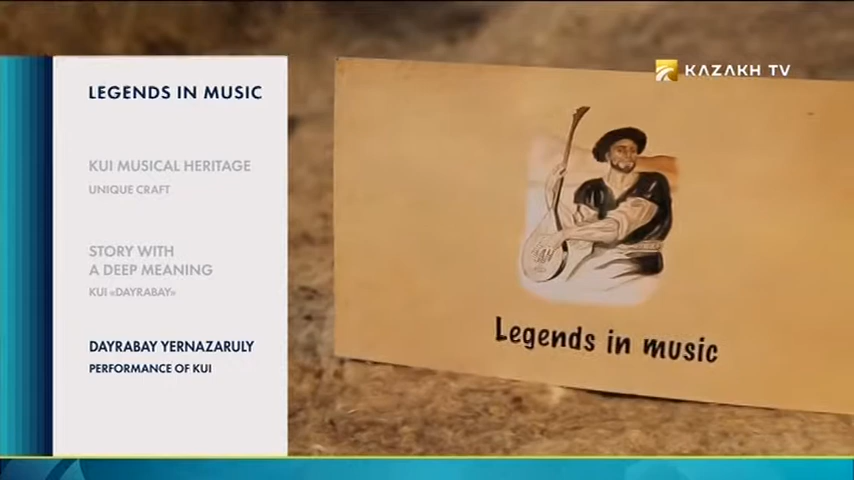 LEGENDS IN MUSIC
KUI MUSICAL HERITAGE
UNIQUE CRAFT
STORY WITH
A DEEP MEANING
KUI «DAYRABAY»
DAYRABAY YERNAZARULY
PERFORMANCE OF KUI
KAZAKH TV
Legends in music